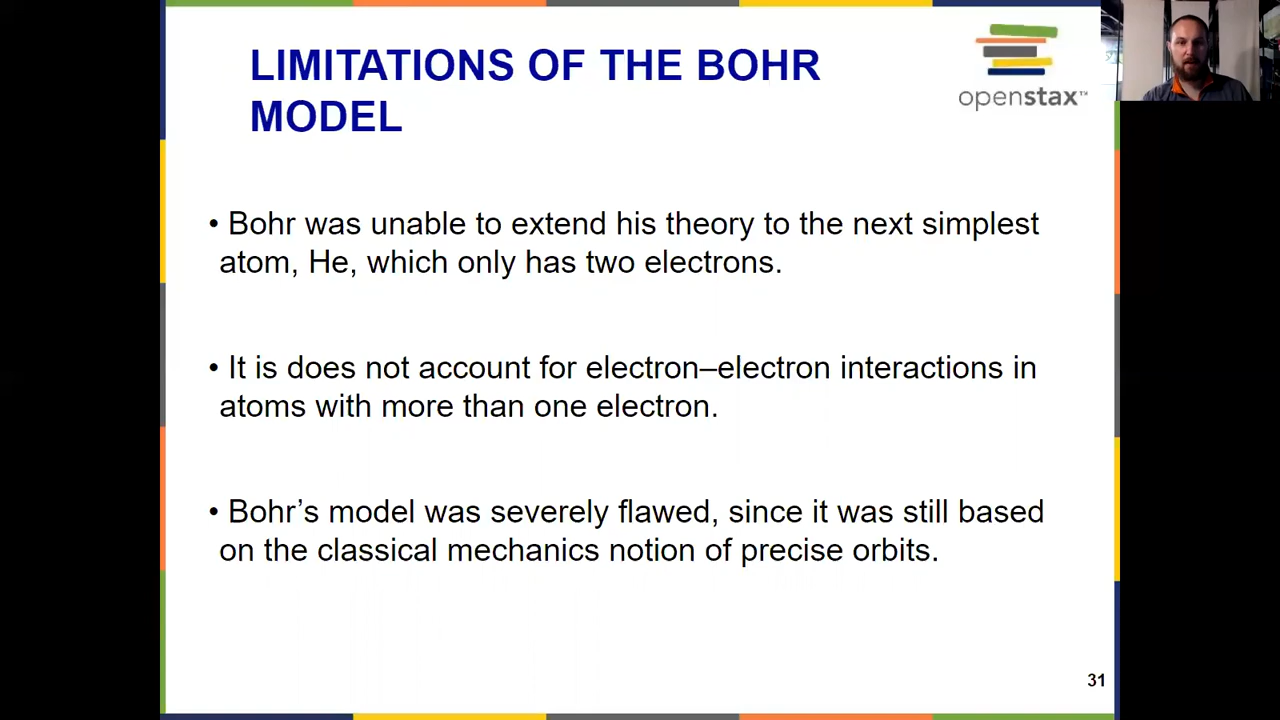 LIMITATIONS OF THE BOHR
MODEL
openstax™
• Bohr was unable to extend his theory to the next simplest
atom, He, which only has two electrons.
• It is does not account for electron–electron interactions in
atoms with more than one electron.
• Bohr’s model was severely flawed, since it was still based
on the classical mechanics notion of precise orbits.
31